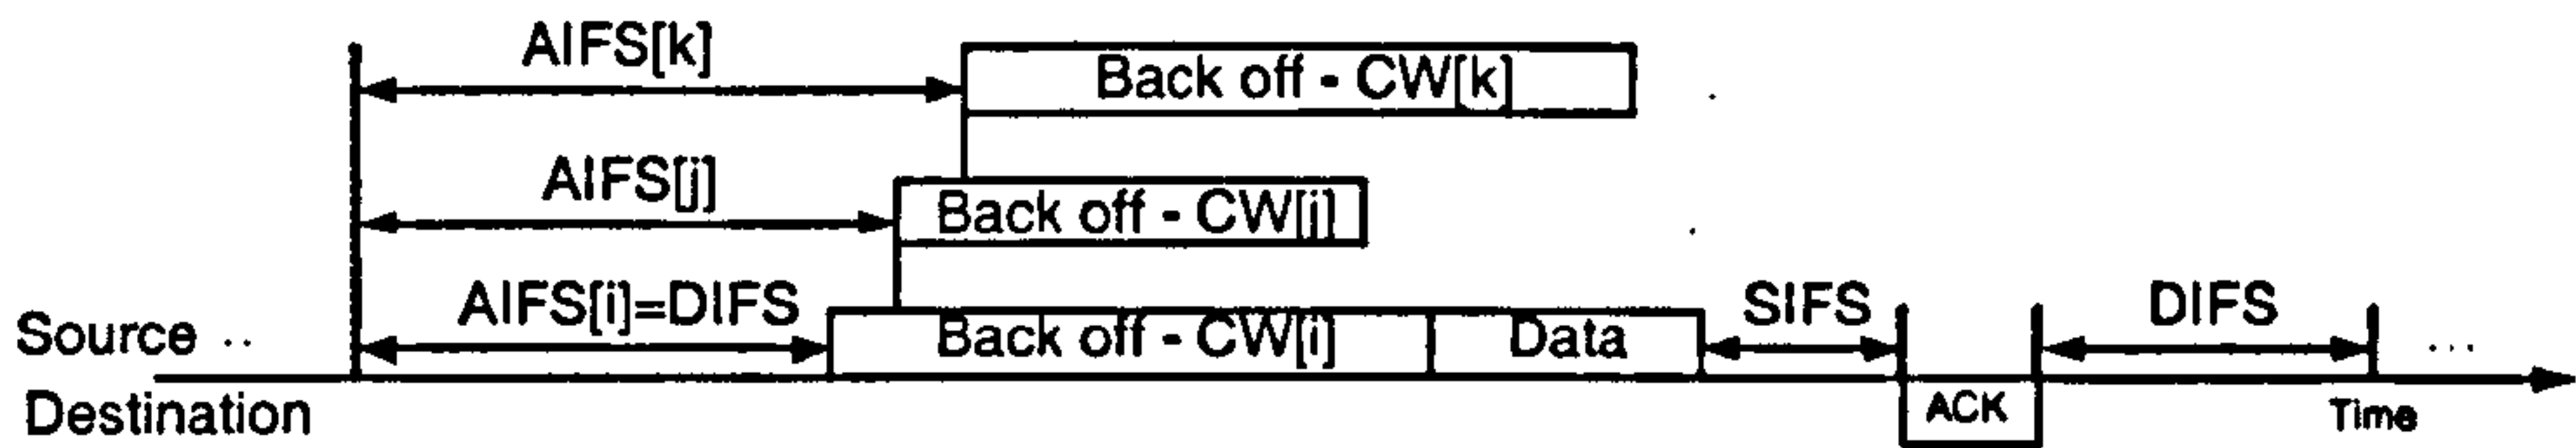 AIFS[k]
Back off - CW[k]
AIFS[j]
Back off - CW[j]
AIFS[i]=DIFS
Source ..
Back off - CW[i]
Data
SIFS
DIFS
...
Destination
ACK
Time